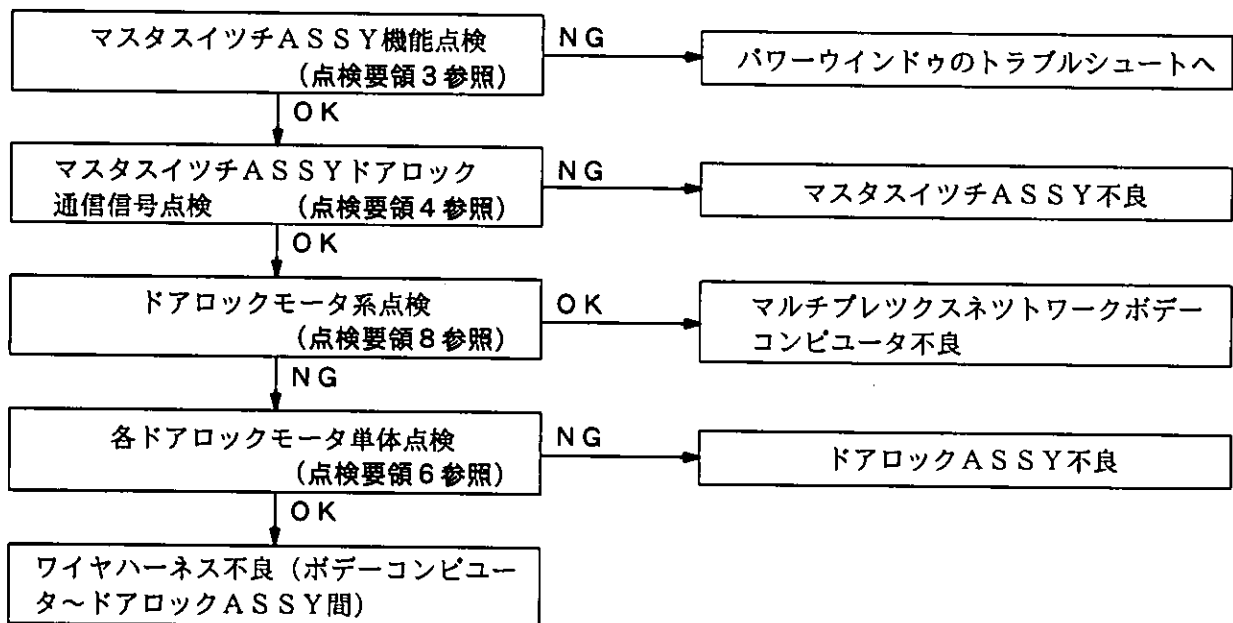 マスタスイツチＡＳＳＹ機能点検
（点検要領３参照）
ＮＧ
パワーウインドゥのトラブルシュートへ
ＯＫ
マスタスイツチＡＳＳＹドアロック
通信信号点検　（点検要領４参照）
ＮＧ
マスタスイツチＡＳＳＹ不良
ＯＫ
ドアロックモータ系点検
（点検要領８参照）
ＯＫ
マルチプレツクスネツトワークボデー
コンピユータ不良
ＮＧ
各ドアロックモータ単体点検
（点検要領６参照）
ＮＧ
ドアロックＡＳＳＹ不良
ＯＫ
ワイヤハーネス不良（ボデーコンピユー
タ～ドアロックＡＳＳＹ間）